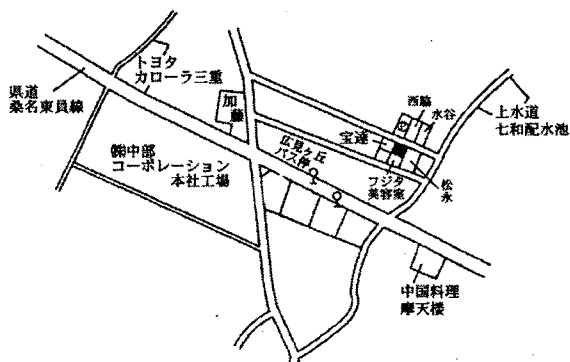 県道
桑名東員線
トヨタ
カローラ三重
加藤
㈱中部
コーポレーション
本社工場
広見ヶ丘
バス停
宝達
西脇
水谷
フジタ
美容室
松永
上水道
七和配水池
中国料理
摩天楼